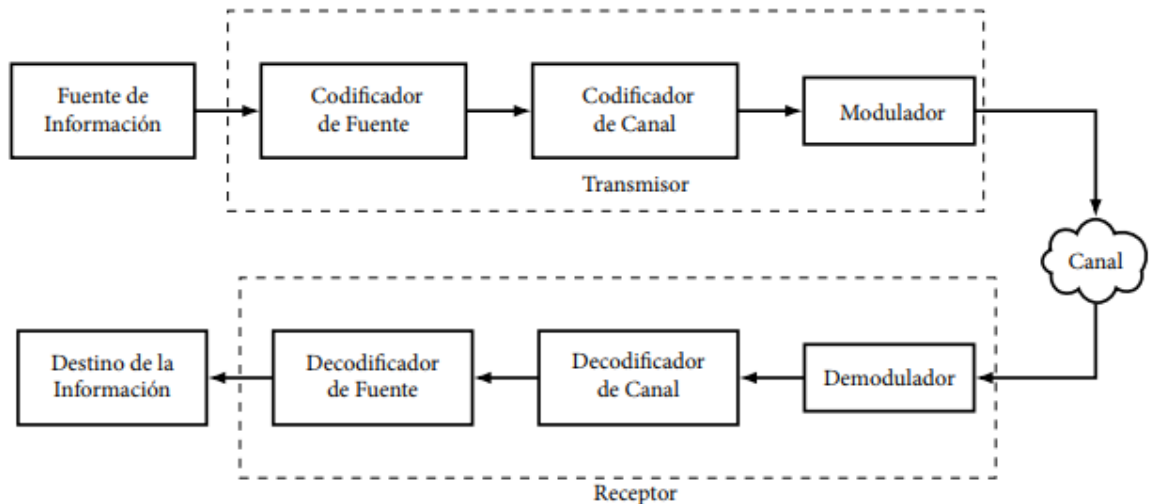 Fuente de
Información
Codificador
de Fuente
Codificador
de Canal
Modulador
Transmisor
Canal
Destino de la
Información
Decodificador
de Fuente
Decodificador
de Canal
Demodulador
Receptor